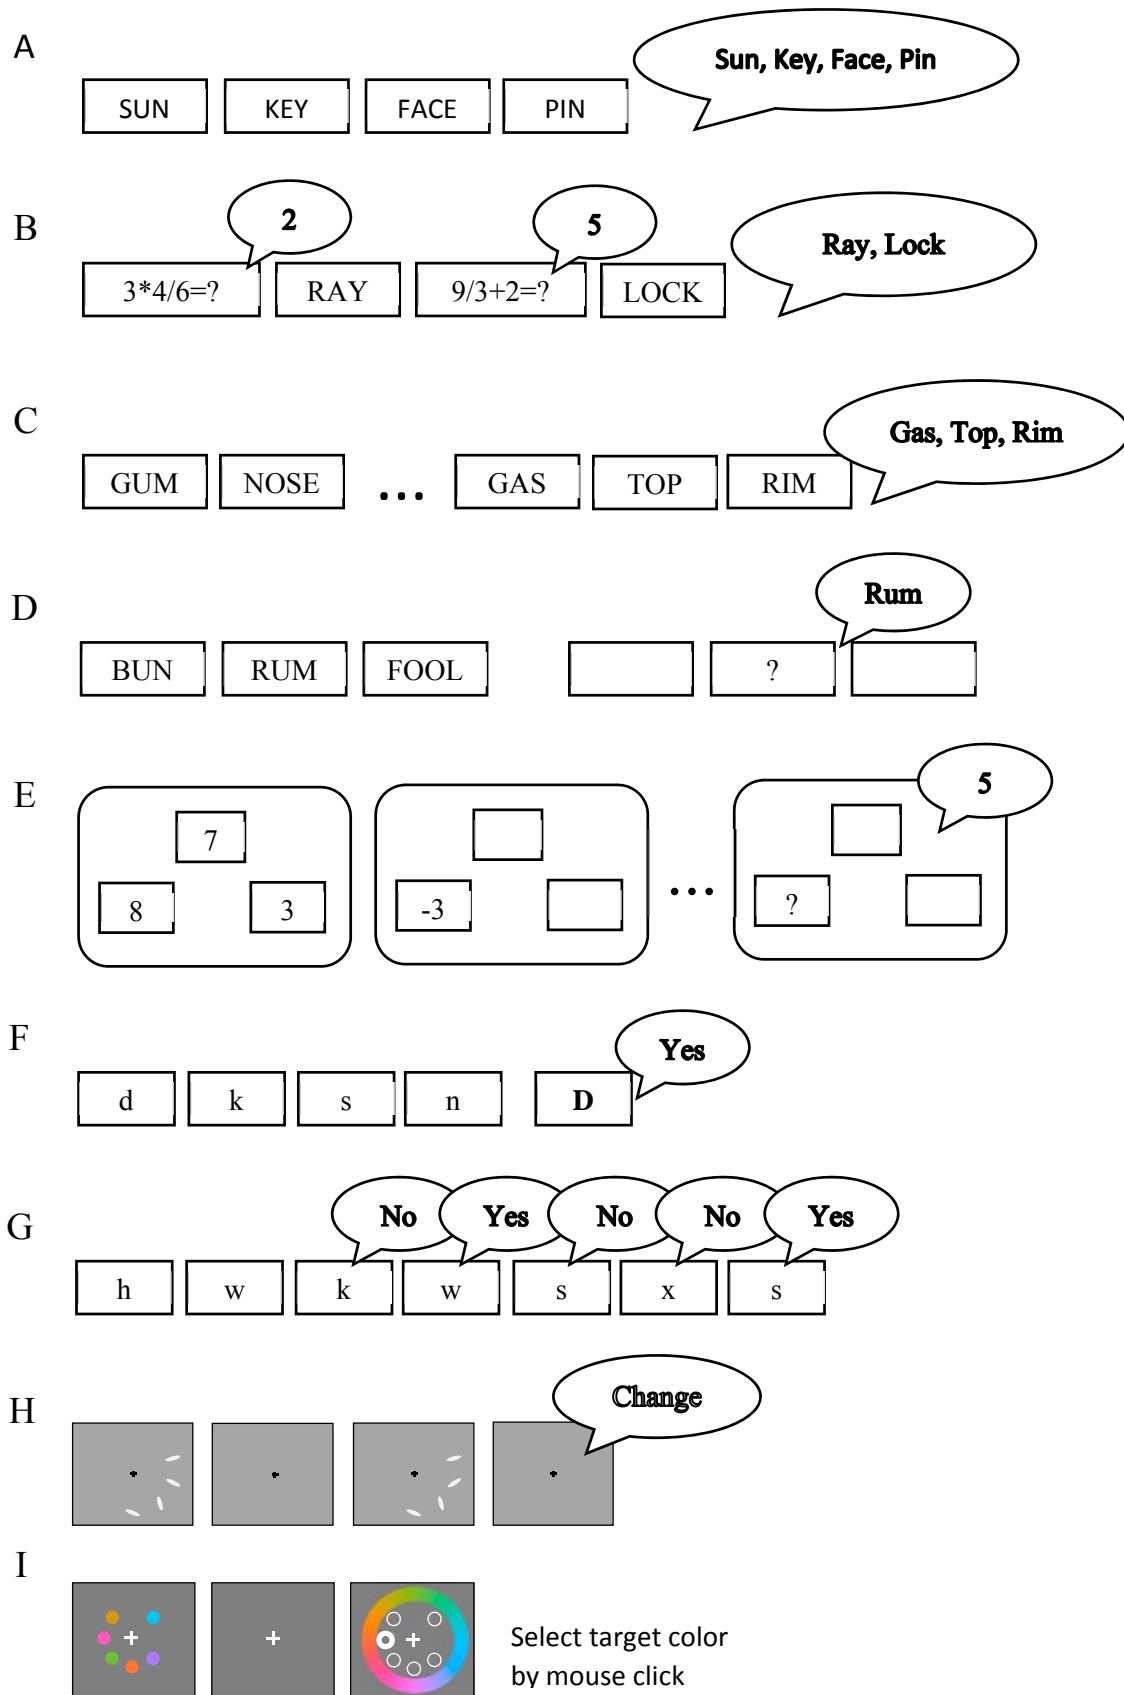 A
Sun, Key, Face, Pin
SUN KEY FACE PIN
B
2 5
Ray, Lock
3*4/6=? RAY 9/3+2=? LOCK
C
Gas, Top, Rim
GUM NOSE ... GAS TOP RIM
D
Rum
BUN RUM FOOL ?
E
5
7
8 3 -3 ... ?
F
Yes
d k s n D
G
No Yes No No Yes
h w k w s x s
H
Change
I
Select target color
by mouse click